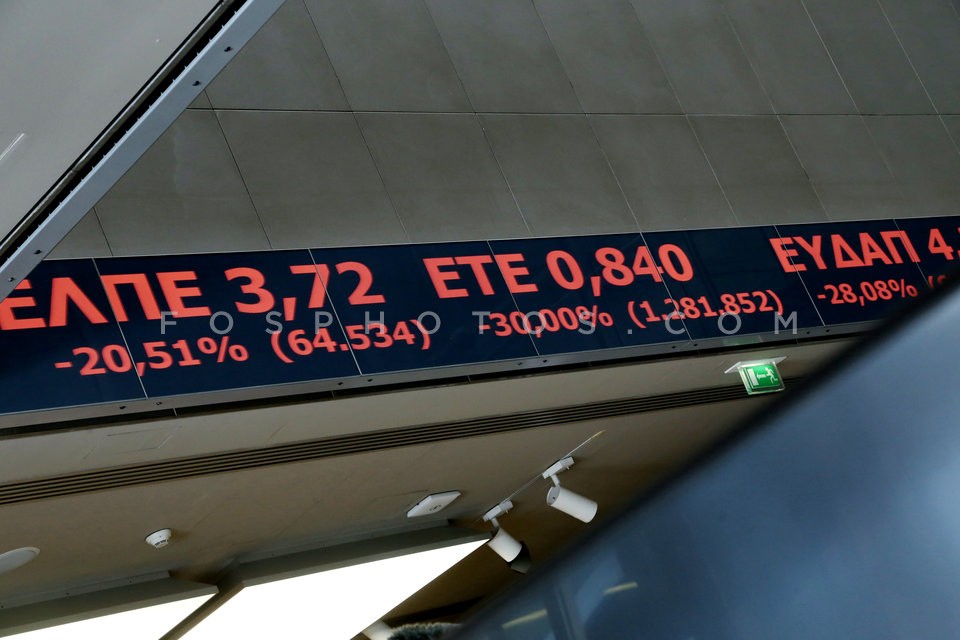 ΕΛΠΕ 3,72 ΕΤΕ 0,840 ΕΥΔΑΠ 4,
-20,51% (64.534) -30,00% (1.281.852) -28,08%
FOSPHOTOS.COM